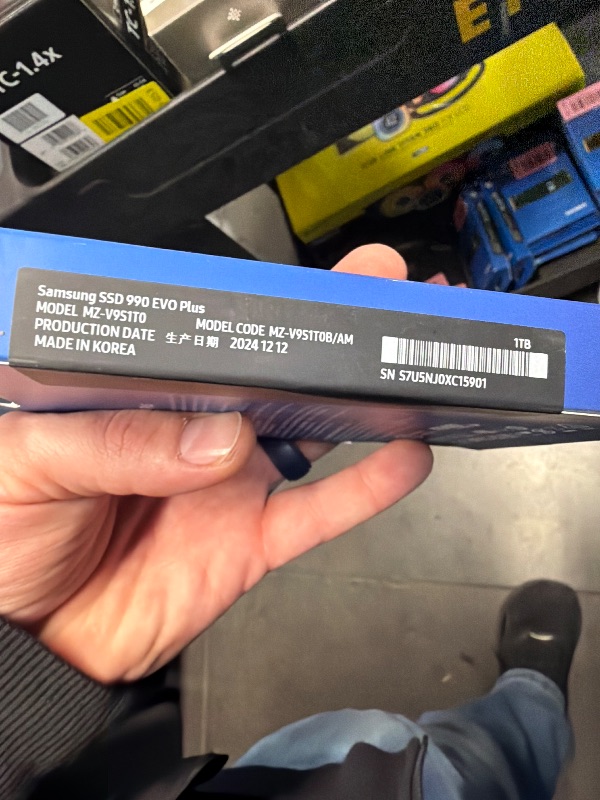 TC-1.4x
Samsung SSD 990 EVO Plus
MODEL MZ-V9S1T0 MODEL CODE MZ-V9S1T0B/AM
PRODUCTION DATE 生产日期 2024 12 12
MADE IN KOREA
1TB
SN S7U5NJ0XC15901